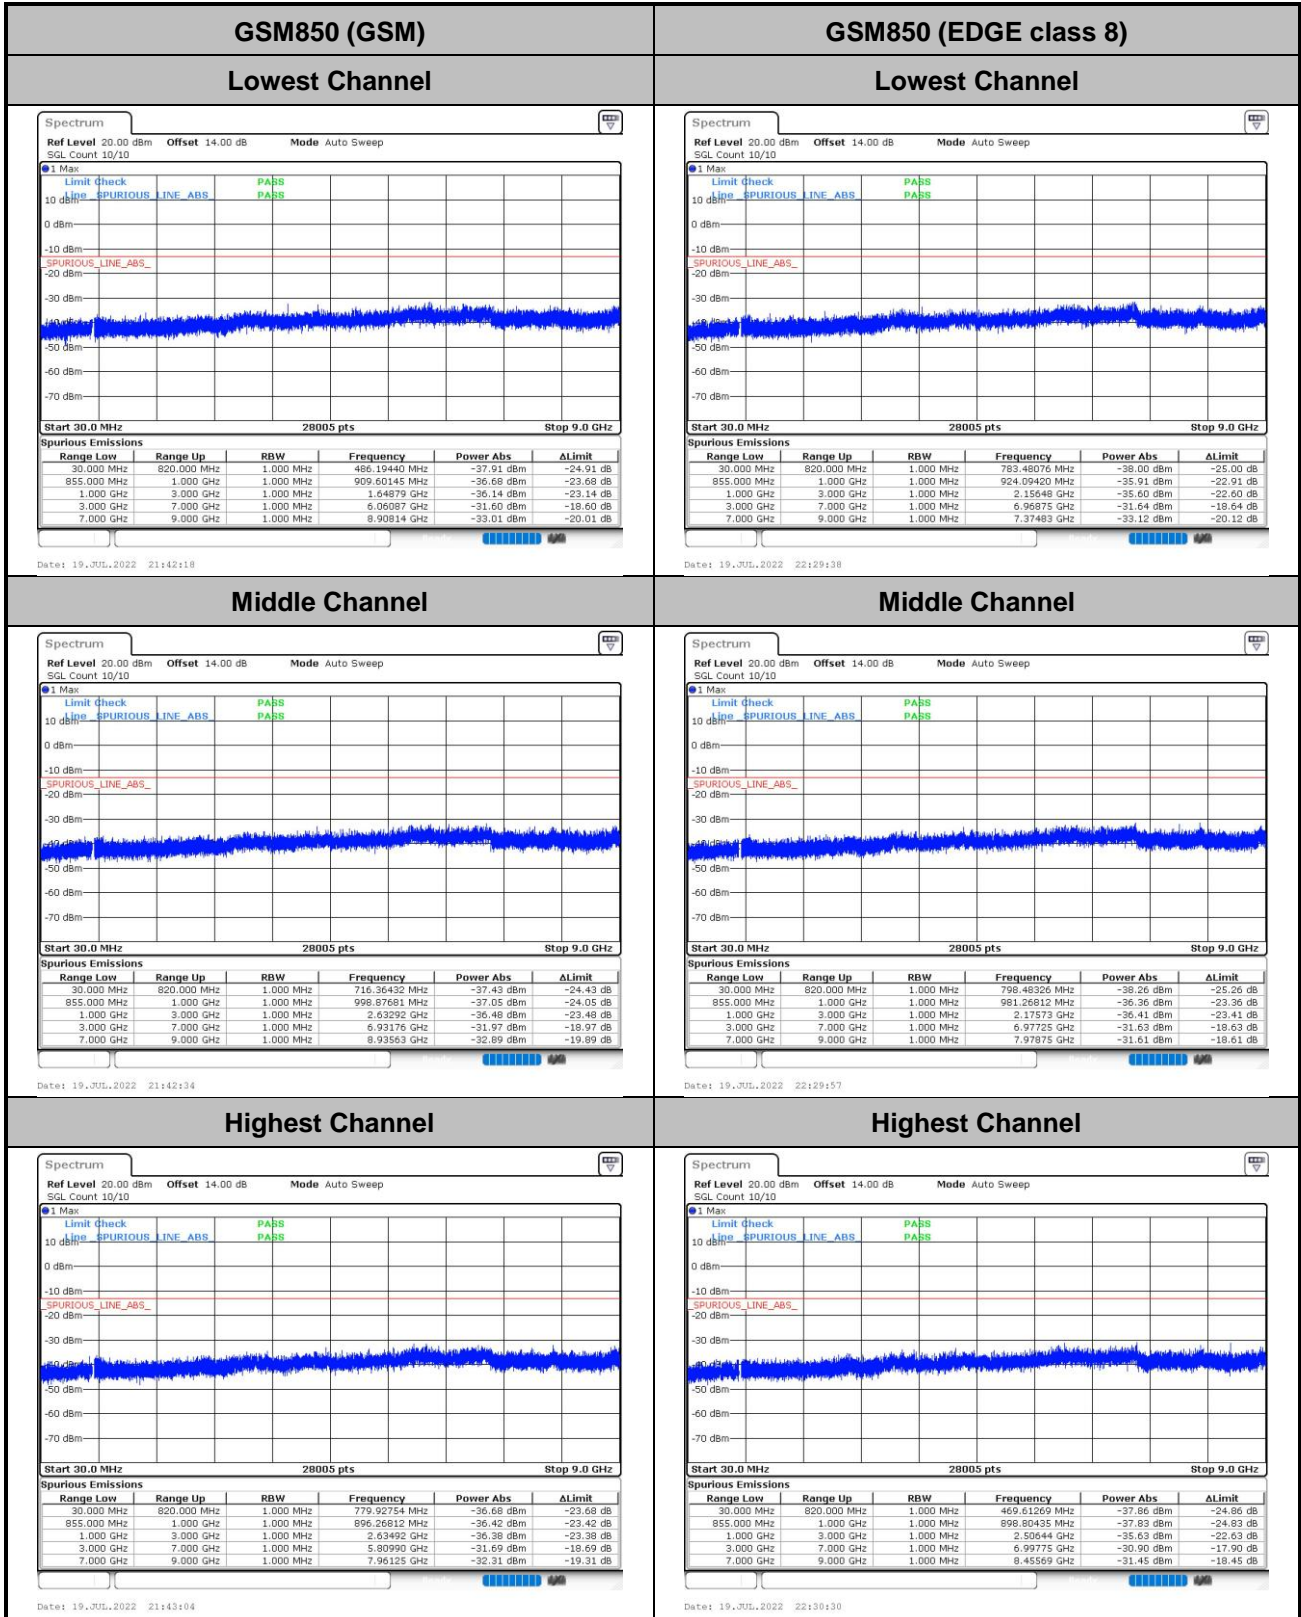 GSM850 (GSM)
GSM850 (EDGE class 8)
Lowest Channel
Lowest Channel
Spectrum
Ref Level 20.00 dBm Offset 14.00 dB Mode Auto Sweep
SGL Count 10/10
1 Max
Limit Check PASS
Line _SPURIOUS_LINE_ABS_ PASS
10 dBm
0 dBm
-10 dBm
_SPURIOUS_LINE_ABS_
-20 dBm
-30 dBm
-40 dBm
-50 dBm
-60 dBm
-70 dBm
Start 30.0 MHz 28005 pts Stop 9.0 GHz
Spurious Emissions
Range Low Range Up RBW Frequency Power Abs ΔLimit
30.000 MHz 820.000 MHz 1.000 MHz 486.19440 MHz -37.91 dBm -24.91 dB
855.000 MHz 1.000 GHz 1.000 MHz 909.60145 MHz -36.68 dBm -23.68 dB
1.000 GHz 3.000 GHz 1.000 MHz 1.64879 GHz -36.14 dBm -23.14 dB
3.000 GHz 7.000 GHz 1.000 MHz 6.06087 GHz -31.60 dBm -18.60 dB
7.000 GHz 9.000 GHz 1.000 MHz 8.90814 GHz -33.01 dBm -20.01 dB
Date: 19.JUL.2022 21:42:18
Spectrum
Ref Level 20.00 dBm Offset 14.00 dB Mode Auto Sweep
SGL Count 10/10
1 Max
Limit Check PASS
Line _SPURIOUS_LINE_ABS_ PASS
10 dBm
0 dBm
-10 dBm
_SPURIOUS_LINE_ABS_
-20 dBm
-30 dBm
-40 dBm
-50 dBm
-60 dBm
-70 dBm
Start 30.0 MHz 28005 pts Stop 9.0 GHz
Spurious Emissions
Range Low Range Up RBW Frequency Power Abs ΔLimit
30.000 MHz 820.000 MHz 1.000 MHz 783.48076 MHz -38.00 dBm -25.00 dB
855.000 MHz 1.000 GHz 1.000 MHz 924.09420 MHz -35.91 dBm -22.91 dB
1.000 GHz 3.000 GHz 1.000 MHz 2.15648 GHz -35.60 dBm -22.60 dB
3.000 GHz 7.000 GHz 1.000 MHz 6.96875 GHz -31.64 dBm -18.64 dB
7.000 GHz 9.000 GHz 1.000 MHz 7.37483 GHz -33.12 dBm -20.12 dB
Date: 19.JUL.2022 22:29:38
Middle Channel
Middle Channel
Spectrum
Ref Level 20.00 dBm Offset 14.00 dB Mode Auto Sweep
SGL Count 10/10
1 Max
Limit Check PASS
Line _SPURIOUS_LINE_ABS_ PASS
10 dBm
0 dBm
-10 dBm
_SPURIOUS_LINE_ABS_
-20 dBm
-30 dBm
-40 dBm
-50 dBm
-60 dBm
-70 dBm
Start 30.0 MHz 28005 pts Stop 9.0 GHz
Spurious Emissions
Range Low Range Up RBW Frequency Power Abs ΔLimit
30.000 MHz 820.000 MHz 1.000 MHz 716.36432 MHz -37.43 dBm -24.43 dB
855.000 MHz 1.000 GHz 1.000 MHz 998.87681 MHz -37.05 dBm -24.05 dB
1.000 GHz 3.000 GHz 1.000 MHz 2.63292 GHz -36.48 dBm -23.48 dB
3.000 GHz 7.000 GHz 1.000 MHz 6.93176 GHz -31.97 dBm -18.97 dB
7.000 GHz 9.000 GHz 1.000 MHz 8.93563 GHz -32.89 dBm -19.89 dB
Date: 19.JUL.2022 21:42:34
Spectrum
Ref Level 20.00 dBm Offset 14.00 dB Mode Auto Sweep
SGL Count 10/10
1 Max
Limit Check PASS
Line _SPURIOUS_LINE_ABS_ PASS
10 dBm
0 dBm
-10 dBm
_SPURIOUS_LINE_ABS_
-20 dBm
-30 dBm
-40 dBm
-50 dBm
-60 dBm
-70 dBm
Start 30.0 MHz 28005 pts Stop 9.0 GHz
Spurious Emissions
Range Low Range Up RBW Frequency Power Abs ΔLimit
30.000 MHz 820.000 MHz 1.000 MHz 798.48326 MHz -38.26 dBm -25.26 dB
855.000 MHz 1.000 GHz 1.000 MHz 981.26812 MHz -36.36 dBm -23.36 dB
1.000 GHz 3.000 GHz 1.000 MHz 2.17573 GHz -36.41 dBm -23.41 dB
3.000 GHz 7.000 GHz 1.000 MHz 6.97725 GHz -31.63 dBm -18.63 dB
7.000 GHz 9.000 GHz 1.000 MHz 7.97875 GHz -31.61 dBm -18.61 dB
Date: 19.JUL.2022 22:29:57
Highest Channel
Highest Channel
Spectrum
Ref Level 20.00 dBm Offset 14.00 dB Mode Auto Sweep
SGL Count 10/10
1 Max
Limit Check PASS
Line _SPURIOUS_LINE_ABS_ PASS
10 dBm
0 dBm
-10 dBm
_SPURIOUS_LINE_ABS_
-20 dBm
-30 dBm
-40 dBm
-50 dBm
-60 dBm
-70 dBm
Start 30.0 MHz 28005 pts Stop 9.0 GHz
Spurious Emissions
Range Low Range Up RBW Frequency Power Abs ΔLimit
30.000 MHz 820.000 MHz 1.000 MHz 779.92754 MHz -36.68 dBm -23.68 dB
855.000 MHz 1.000 GHz 1.000 MHz 896.26812 MHz -36.42 dBm -23.42 dB
1.000 GHz 3.000 GHz 1.000 MHz 2.63492 GHz -36.38 dBm -23.38 dB
3.000 GHz 7.000 GHz 1.000 MHz 5.80990 GHz -31.69 dBm -18.69 dB
7.000 GHz 9.000 GHz 1.000 MHz 7.96125 GHz -32.31 dBm -19.31 dB
Date: 19.JUL.2022 21:43:04
Spectrum
Ref Level 20.00 dBm Offset 14.00 dB Mode Auto Sweep
SGL Count 10/10
1 Max
Limit Check PASS
Line _SPURIOUS_LINE_ABS_ PASS
10 dBm
0 dBm
-10 dBm
_SPURIOUS_LINE_ABS_
-20 dBm
-30 dBm
-40 dBm
-50 dBm
-60 dBm
-70 dBm
Start 30.0 MHz 28005 pts Stop 9.0 GHz
Spurious Emissions
Range Low Range Up RBW Frequency Power Abs ΔLimit
30.000 MHz 820.000 MHz 1.000 MHz 469.61269 MHz -37.86 dBm -24.86 dB
855.000 MHz 1.000 GHz 1.000 MHz 898.80435 MHz -37.83 dBm -24.83 dB
1.000 GHz 3.000 GHz 1.000 MHz 2.50644 GHz -35.63 dBm -22.63 dB
3.000 GHz 7.000 GHz 1.000 MHz 6.99775 GHz -30.90 dBm -17.90 dB
7.000 GHz 9.000 GHz 1.000 MHz 8.45569 GHz -31.45 dBm -18.45 dB
Date: 19.JUL.2022 22:30:30